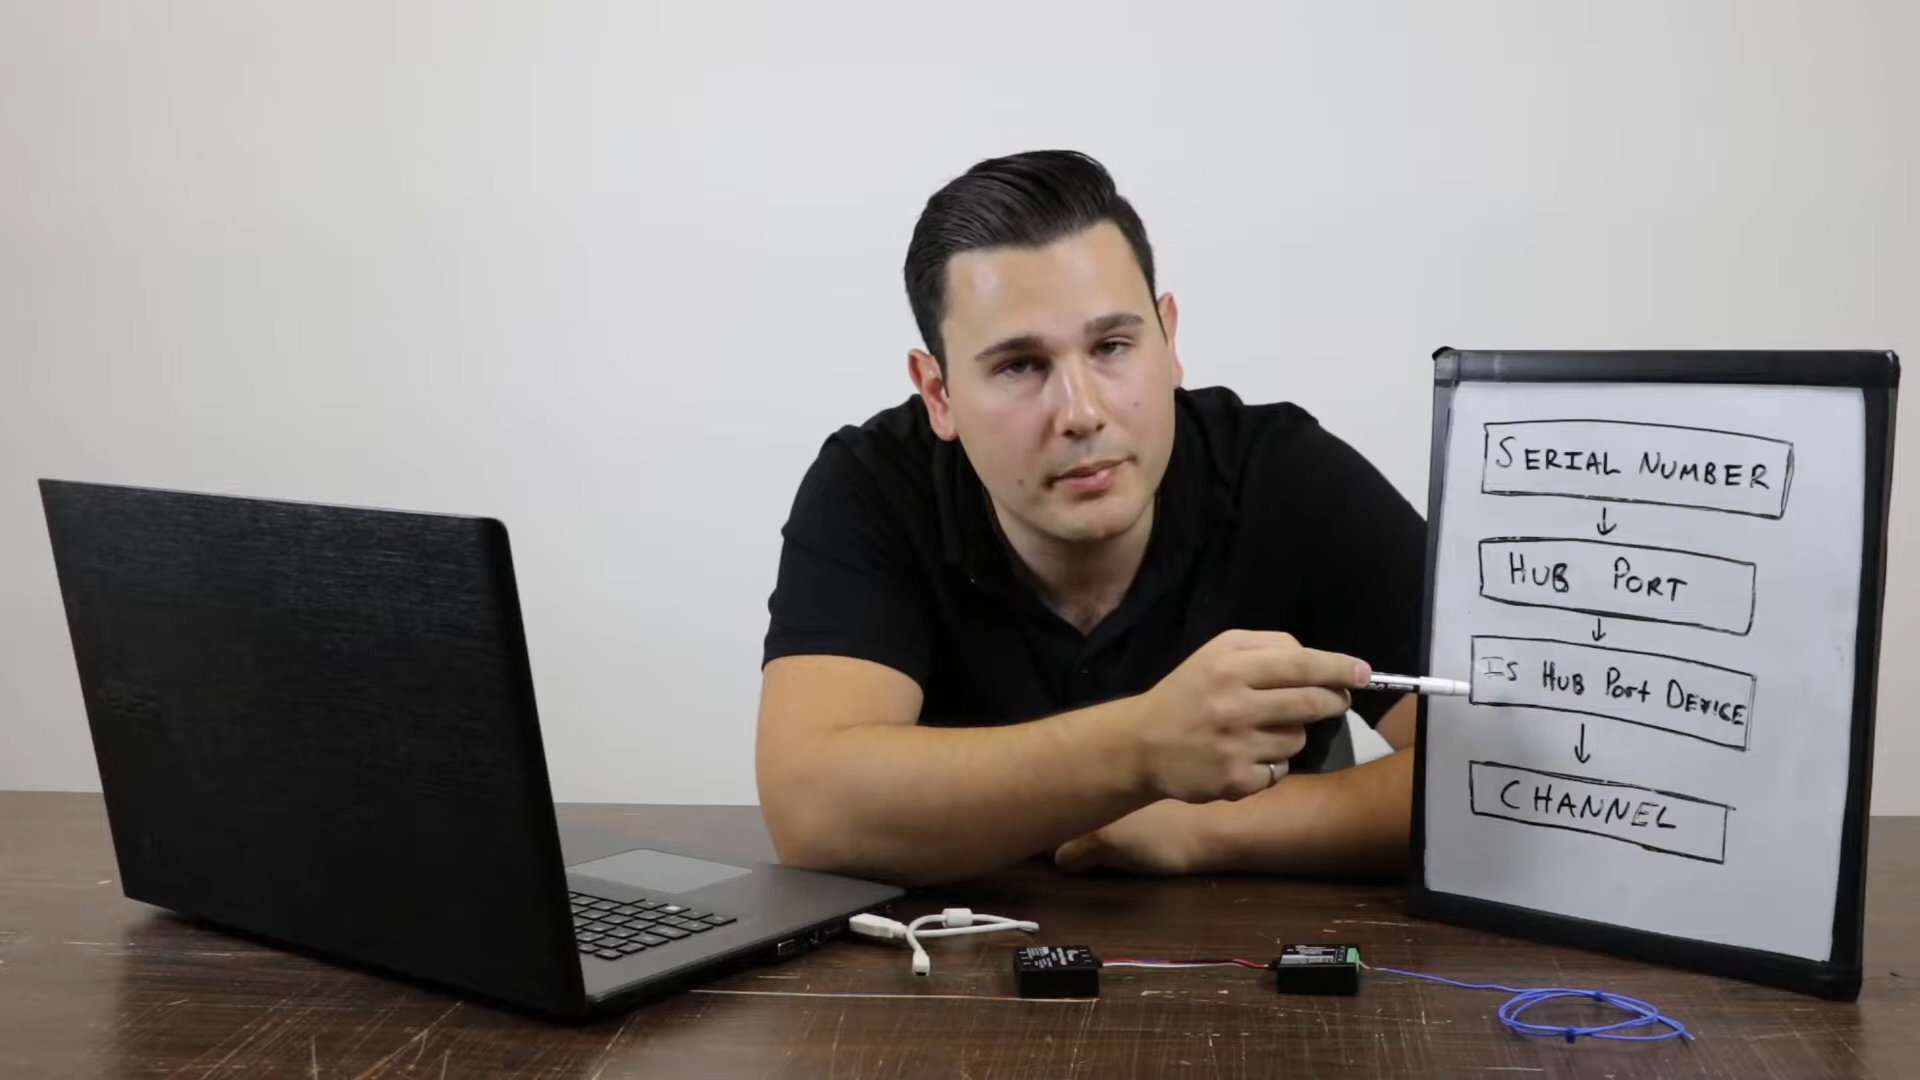 SERIAL NUMBER
HUB PORT
IS HUB PORT DEVICE
CHANNEL